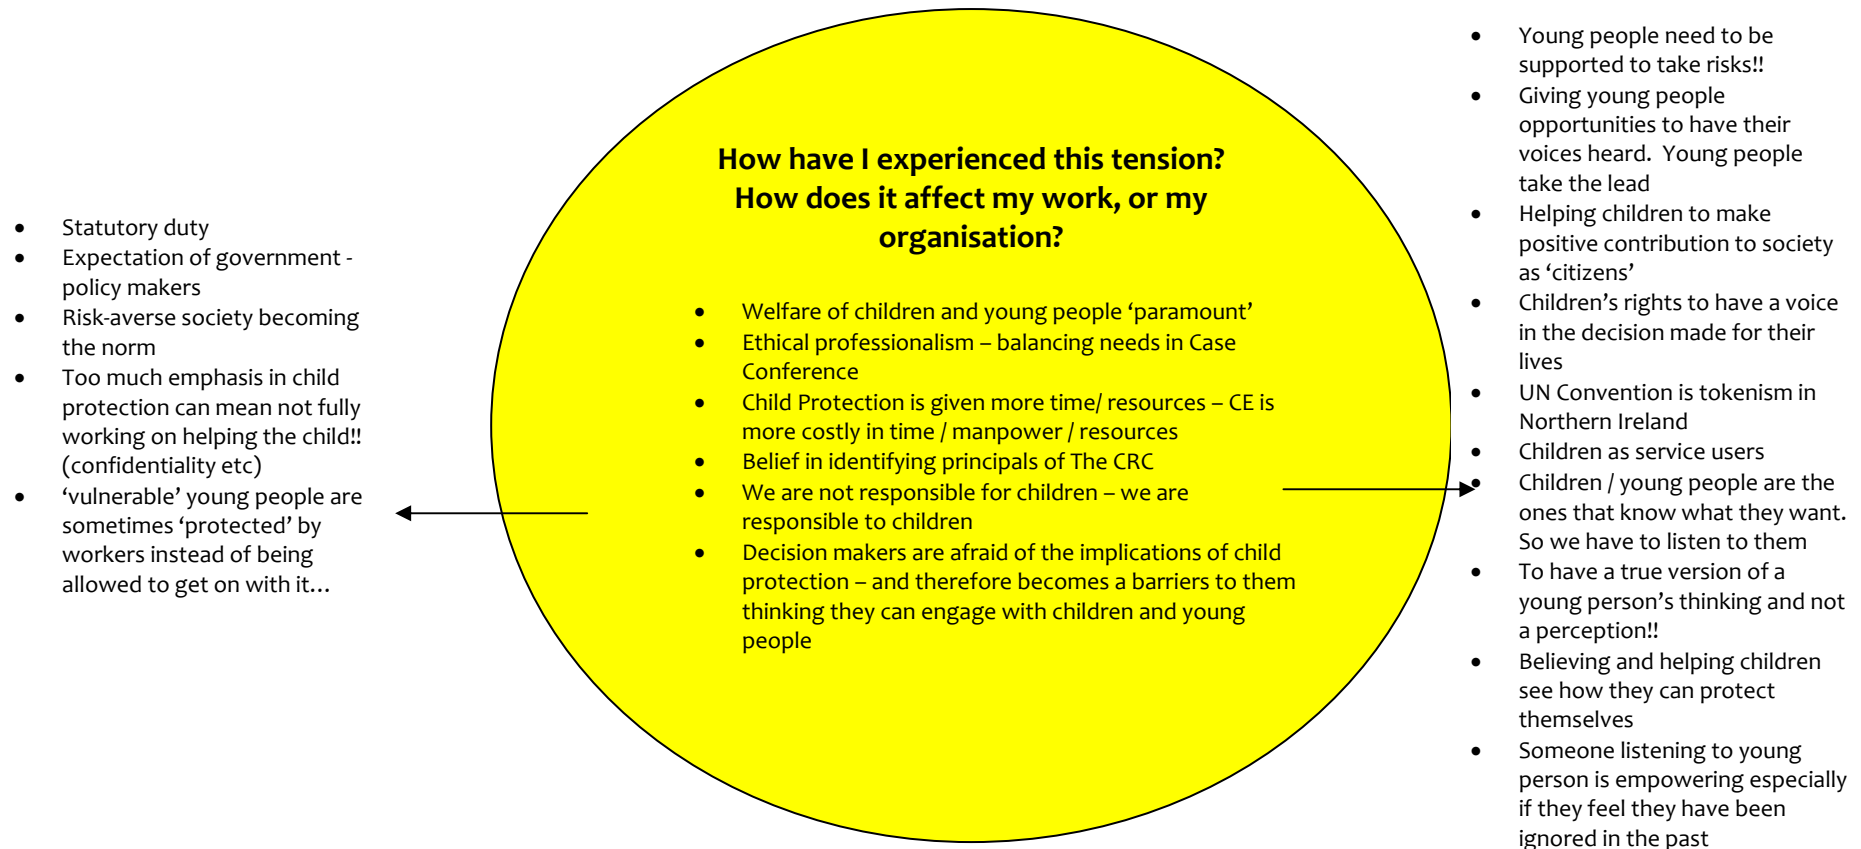 • Statutory duty
• Expectation of government -
policy makers
• Risk-averse society becoming
the norm
• Too much emphasis in child
protection can mean not fully
working on helping the child!!
(confidentiality etc)
• ‘vulnerable’ young people are
sometimes ‘protected’ by
workers instead of being
allowed to get on with it…
How have I experienced this tension?
How does it affect my work, or my
organisation?
• Welfare of children and young people ‘paramount’
• Ethical professionalism – balancing needs in Case
Conference
• Child Protection is given more time/ resources – CE is
more costly in time / manpower / resources
• Belief in identifying principals of The CRC
• We are not responsible for children – we are
responsible to children
• Decision makers are afraid of the implications of child
protection – and therefore becomes a barriers to them
thinking they can engage with children and young
people
• Young people need to be
supported to take risks!!
• Giving young people
opportunities to have their
voices heard. Young people
take the lead
• Helping children to make
positive contribution to society
as ‘citizens’
• Children’s rights to have a voice
in the decision made for their
lives
• UN Convention is tokenism in
Northern Ireland
• Children as service users
• Children / young people are the
ones that know what they want.
So we have to listen to them
• To have a true version of a
young person’s thinking and not
a perception!!
• Believing and helping children
see how they can protect
themselves
• Someone listening to young
person is empowering especially
if they feel they have been
ignored in the past